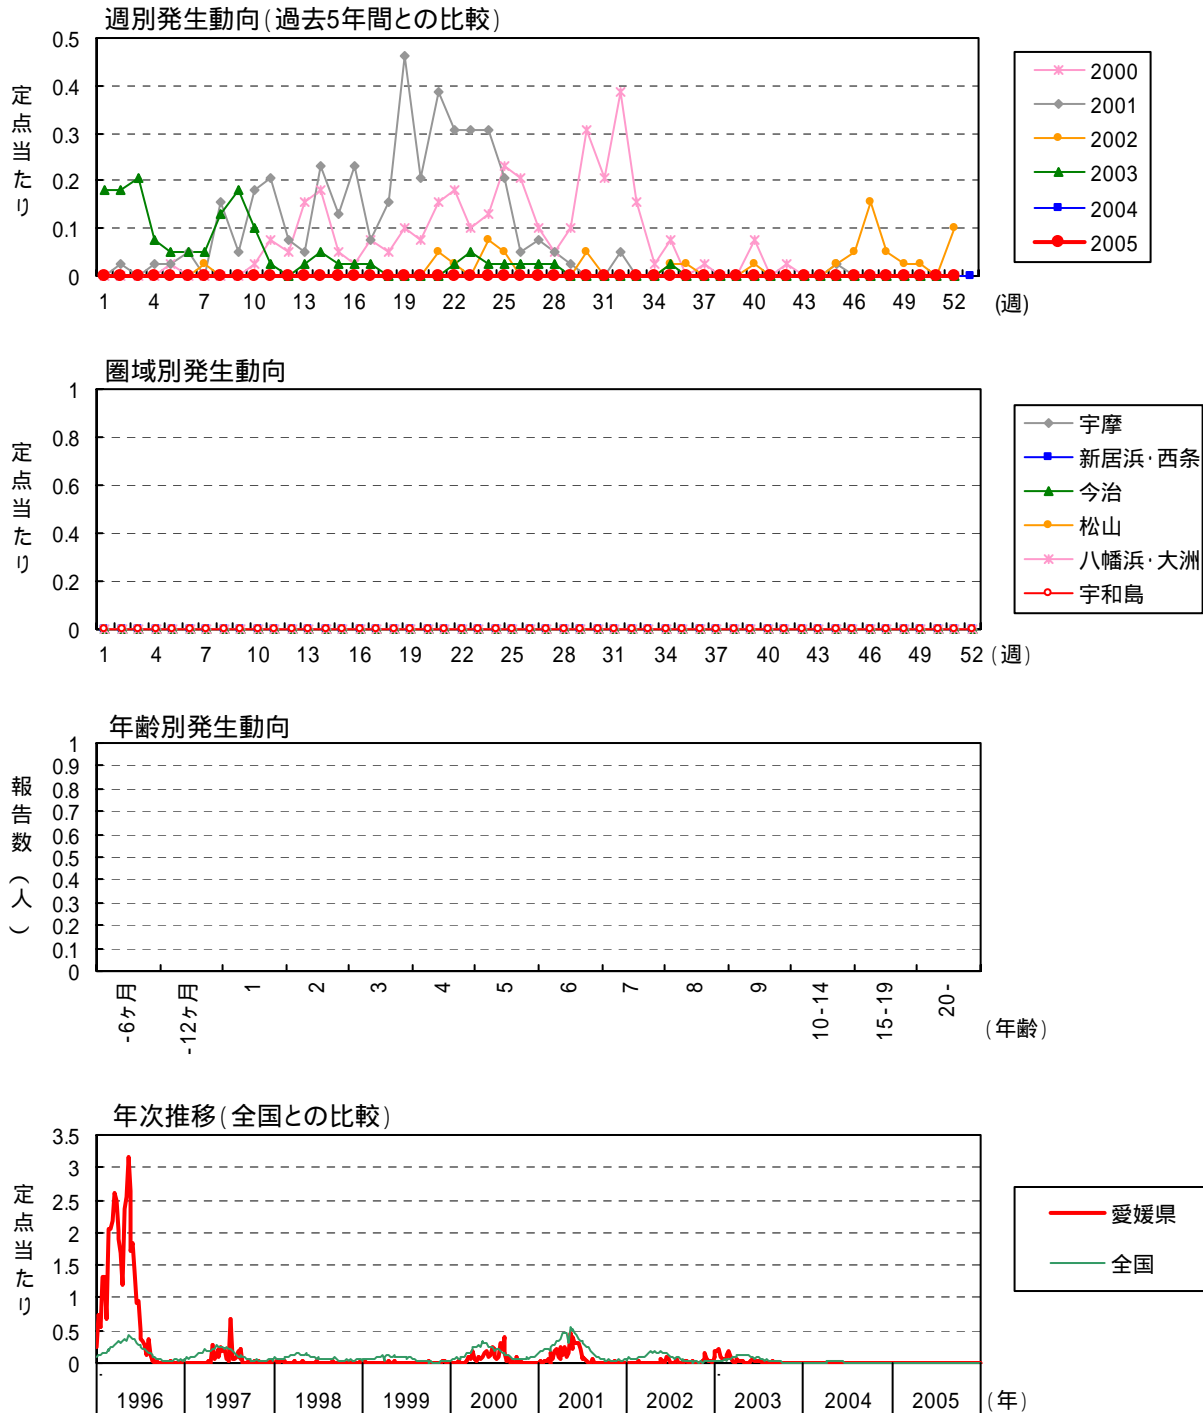 週別発生動向(過去5年間との比較)
定点当たり
0.5
0.4
0.3
0.2
0.1
0
1 4 7 10 13 16 19 22 25 28 31 34 37 40 43 46 49 52 (週)
2000
2001
2002
2003
2004
2005
圏域別発生動向
定点当たり
1
0.8
0.6
0.4
0.2
0
1 4 7 10 13 16 19 22 25 28 31 34 37 40 43 46 49 52 (週)
宇摩
新居浜・西条
今治
松山
八幡浜・大洲
宇和島
年齢別発生動向
報告数(人)
1
0.9
0.8
0.7
0.6
0.5
0.4
0.3
0.2
0.1
0
-6ヶ月 -12ヶ月 1 2 3 4 5 6 7 8 9 10-14 15-19 20- (年齢)
年次推移(全国との比較)
定点当たり
3.5
3
2.5
2
1.5
1
0.5
0
1996 1997 1998 1999 2000 2001 2002 2003 2004 2005 (年)
愛媛県
全国